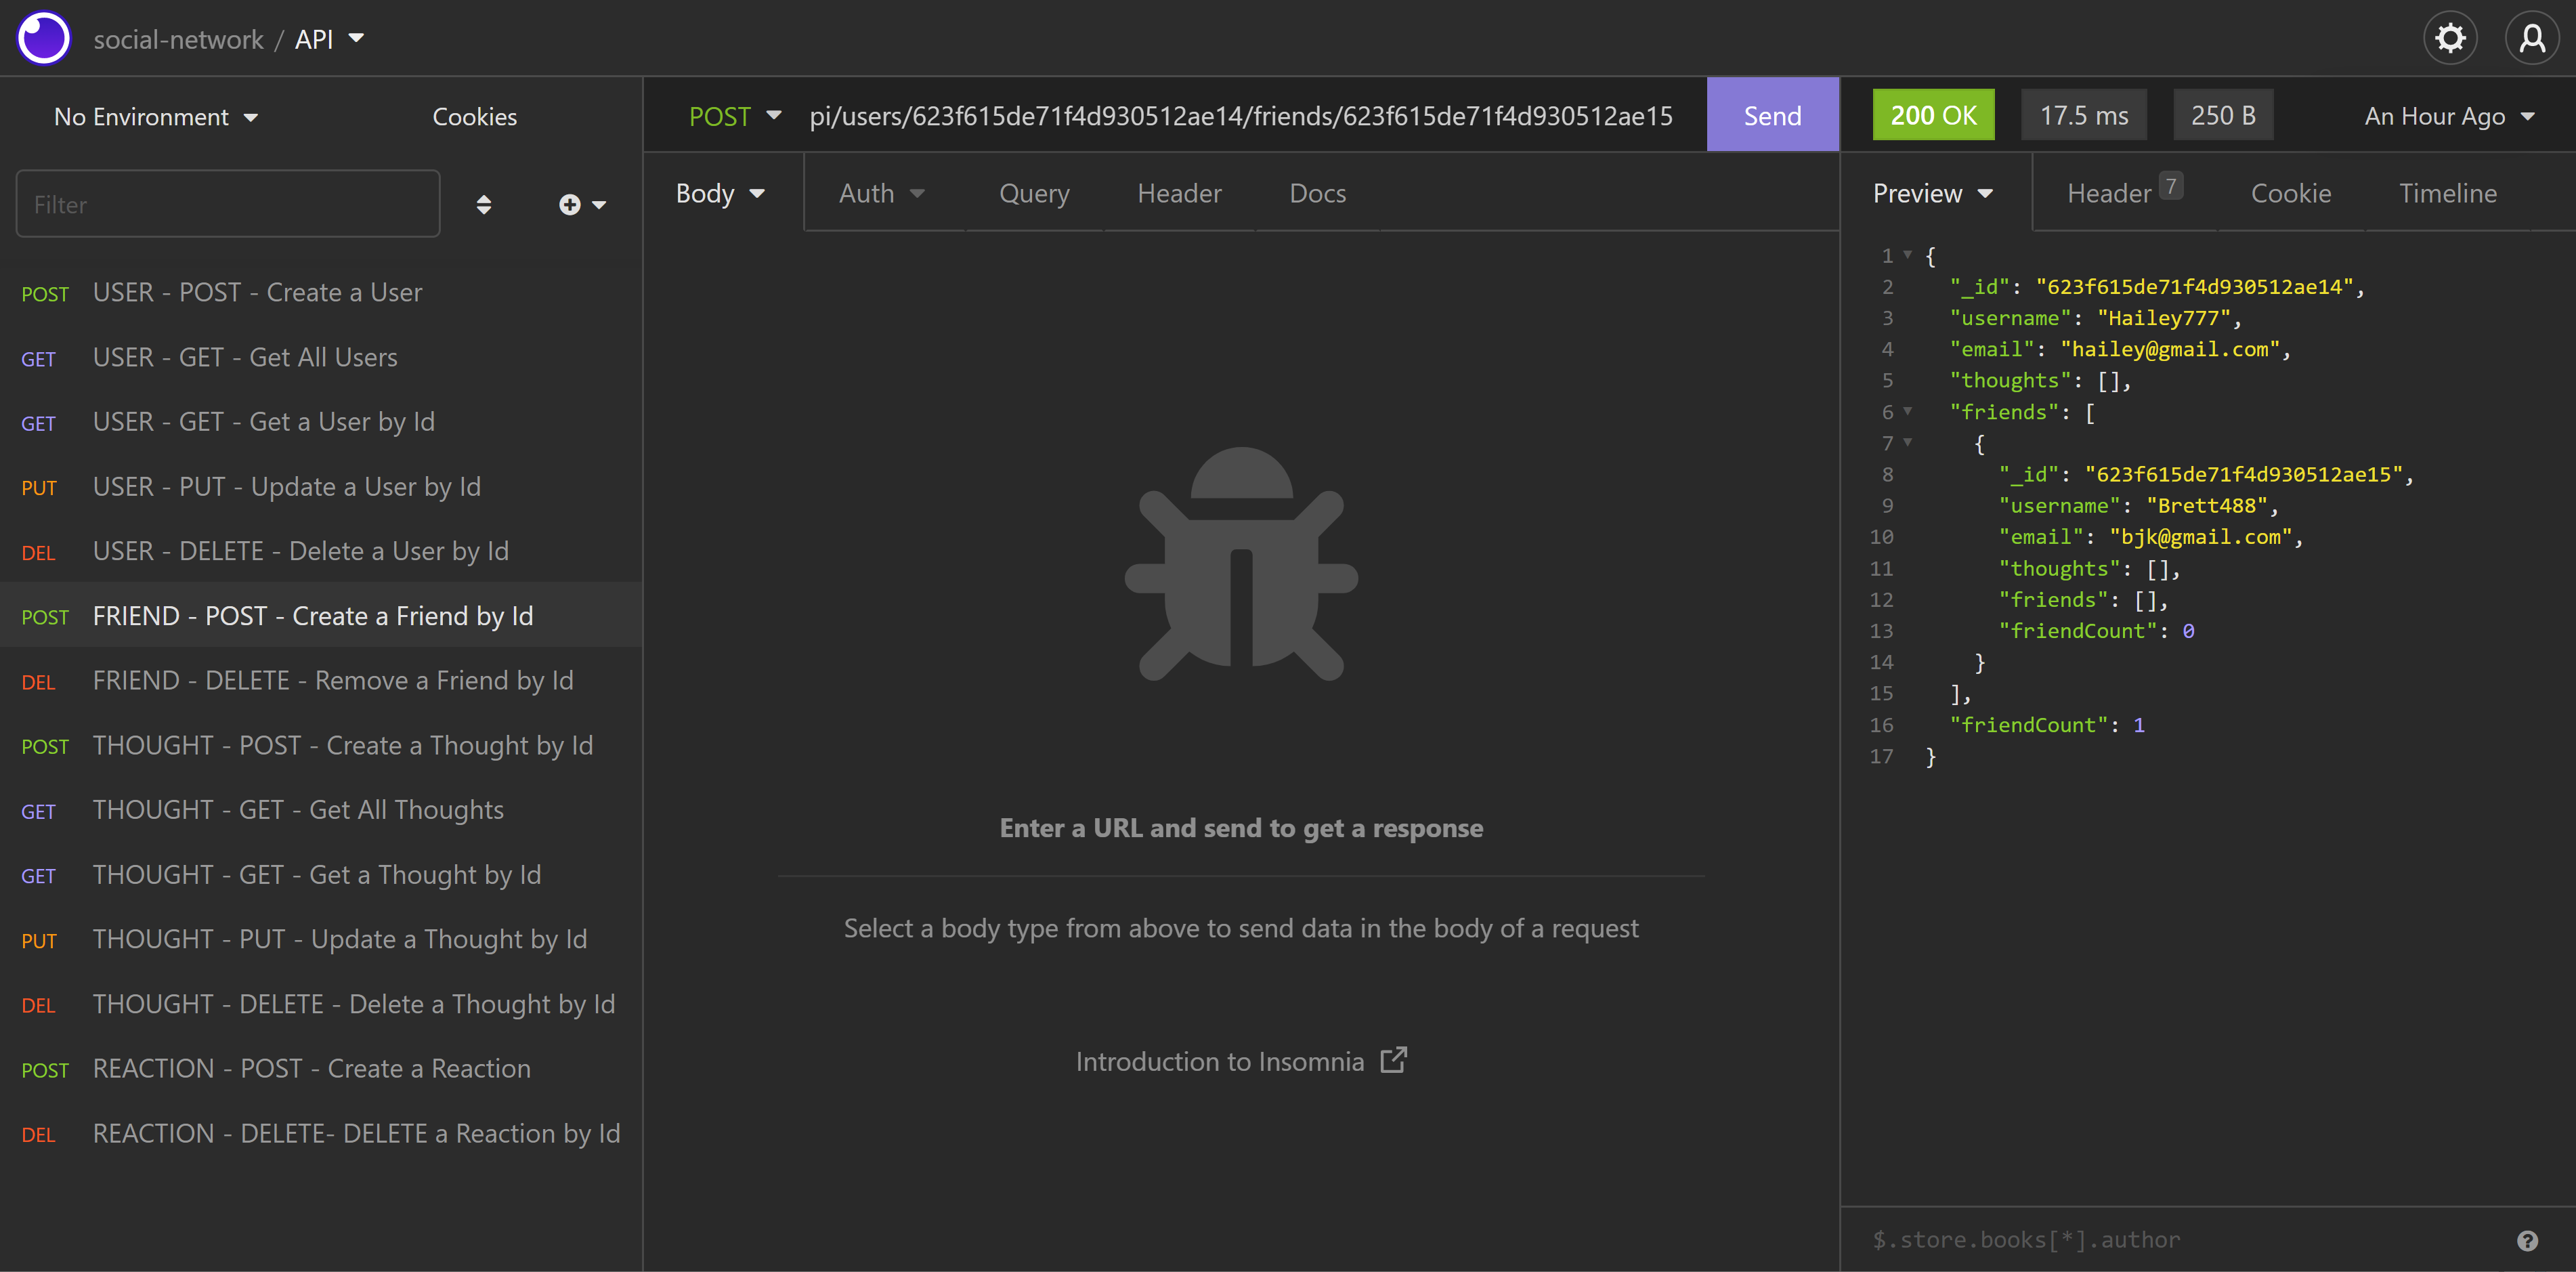 social-network / API
No Environment
Cookies
Filter
POST USER - POST - Create a User
GET USER - GET - Get All Users
GET USER - GET - Get a User by Id
PUT USER - PUT - Update a User by Id
DEL USER - DELETE - Delete a User by Id
POST FRIEND - POST - Create a Friend by Id
DEL FRIEND - DELETE - Remove a Friend by Id
POST THOUGHT - POST - Create a Thought by Id
GET THOUGHT - GET - Get All Thoughts
GET THOUGHT - GET - Get a Thought by Id
PUT THOUGHT - PUT - Update a Thought by Id
DEL THOUGHT - DELETE - Delete a Thought by Id
POST REACTION - POST - Create a Reaction
DEL REACTION - DELETE- DELETE a Reaction by Id
POST pi/users/623f615de71f4d930512ae14/friends/623f615de71f4d930512ae15 Send
Body Auth Query Header Docs
Enter a URL and send to get a response
Select a body type from above to send data in the body of a request
Introduction to Insomnia
200 OK 17.5 ms 250 B An Hour Ago
Preview Header 7 Cookie Timeline
1 {
2 "_id": "623f615de71f4d930512ae14",
3 "username": "Hailey777",
4 "email": "hailey@gmail.com",
5 "thoughts": [],
6 "friends": [
7 {
8 "_id": "623f615de71f4d930512ae15",
9 "username": "Brett488",
10 "email": "bjk@gmail.com",
11 "thoughts": [],
12 "friends": [],
13 "friendCount": 0
14 }
15 ],
16 "friendCount": 1
17 }
$.store.books[*].author